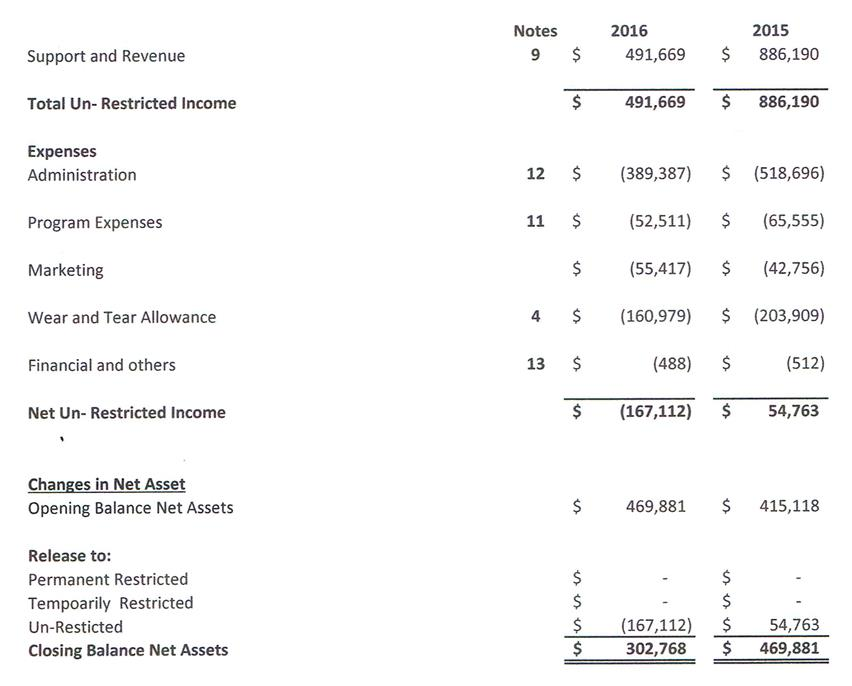 Notes 2016 2015
Support and Revenue 9 $ 491,669 $ 886,190
Total Un- Restricted Income $ 491,669 $ 886,190
Expenses
Administration 12 $ (389,387) $ (518,696)
Program Expenses 11 $ (52,511) $ (65,555)
Marketing $ (55,417) $ (42,756)
Wear and Tear Allowance 4 $ (160,979) $ (203,909)
Financial and others 13 $ (488) $ (512)
Net Un- Restricted Income $ (167,112) $ 54,763
Changes in Net Asset
Opening Balance Net Assets $ 469,881 $ 415,118
Release to:
Permanent Restricted $ - $ -
Tempoarily Restricted $ - $ -
Un-Resticted $ (167,112) $ 54,763
Closing Balance Net Assets $ 302,768 $ 469,881